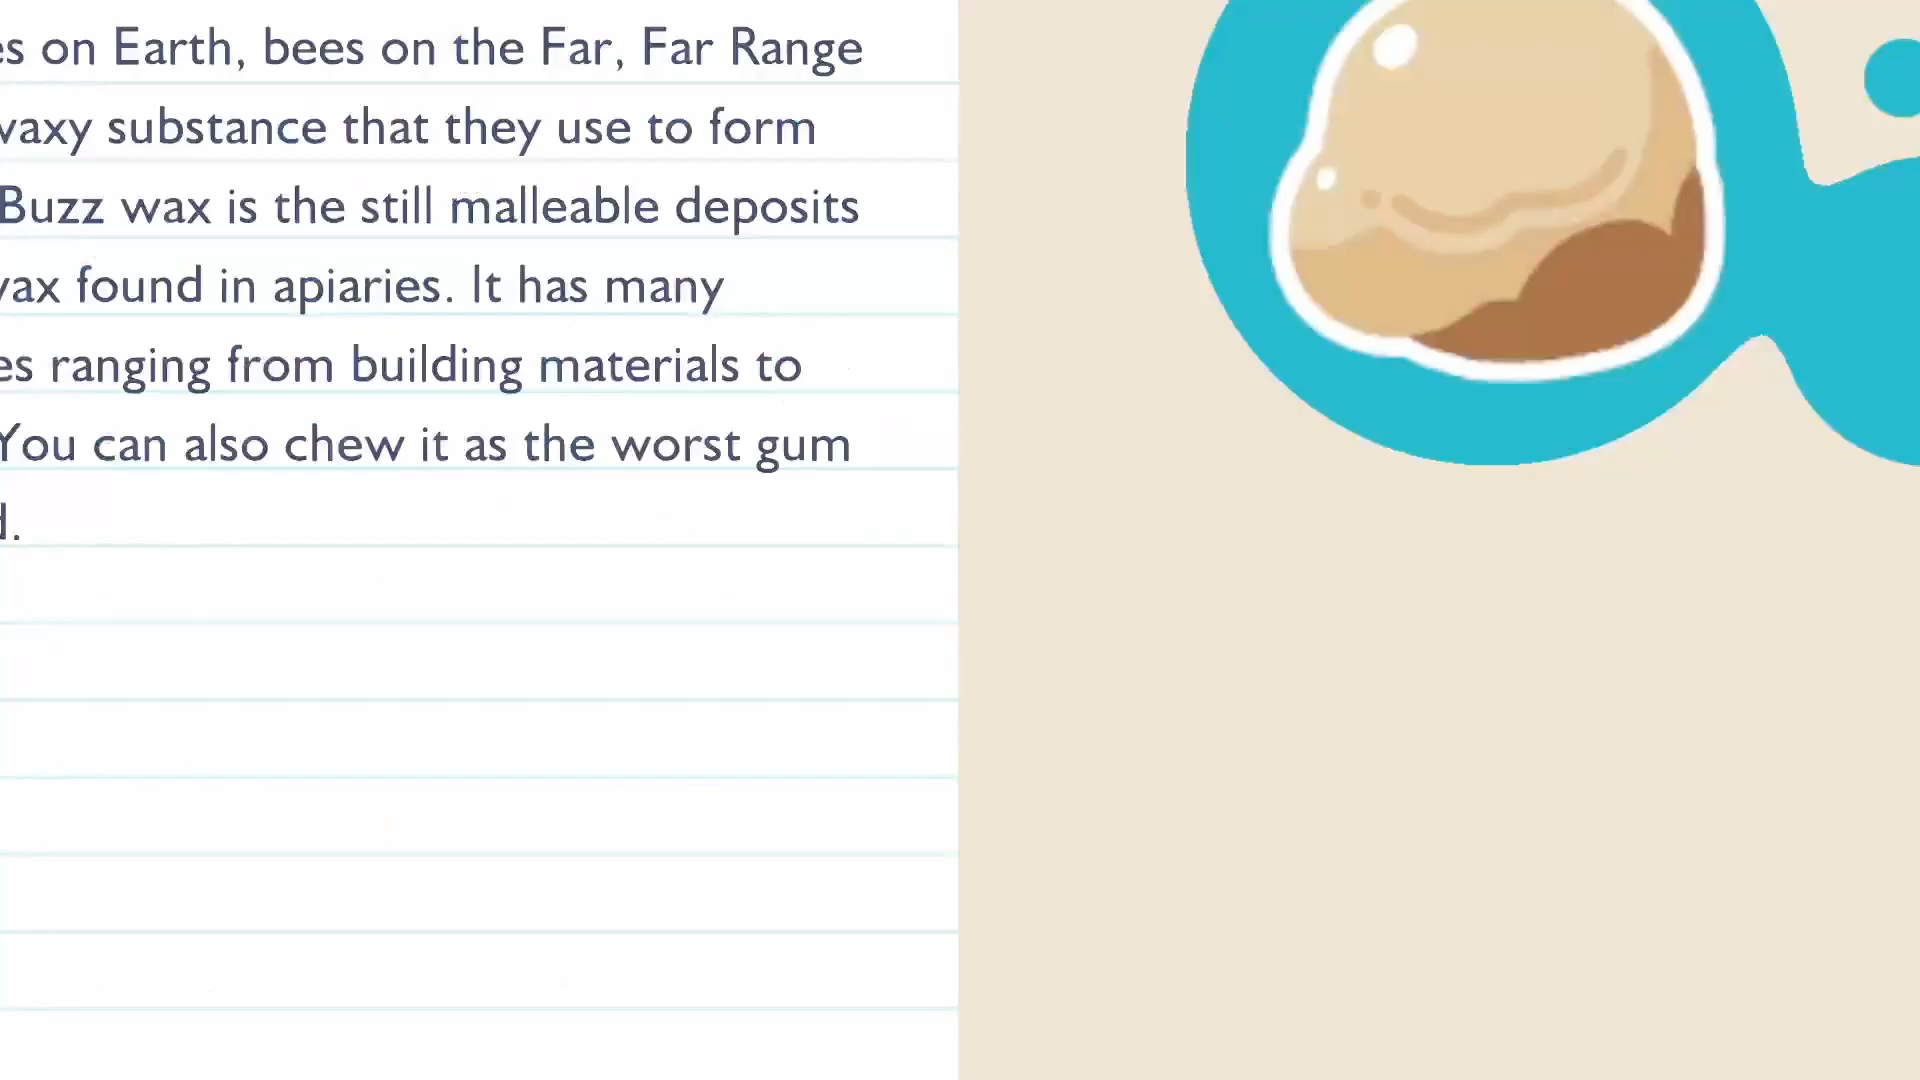 es on Earth, bees on the Far, Far Range
waxy substance that they use to form
Buzz wax is the still malleable deposits
wax found in apiaries. It has many
es ranging from building materials to
You can also chew it as the worst gum
d.